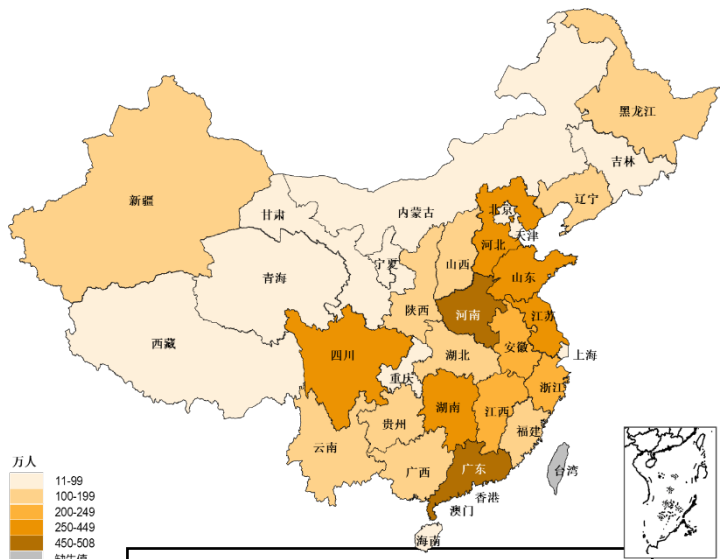 黑龙江
吉林
辽宁
新疆
甘肃
内蒙古
北京
天津
河北
宁夏
山西
青海
山东
陕西
河南
江苏
西藏
四川
湖北
安徽
上海
重庆
浙江
湖南
江西
贵州
福建
云南
广西
广东
台湾
香港
澳门
海南
万人
11-99
100-199
200-249
250-449
450-508
缺失值